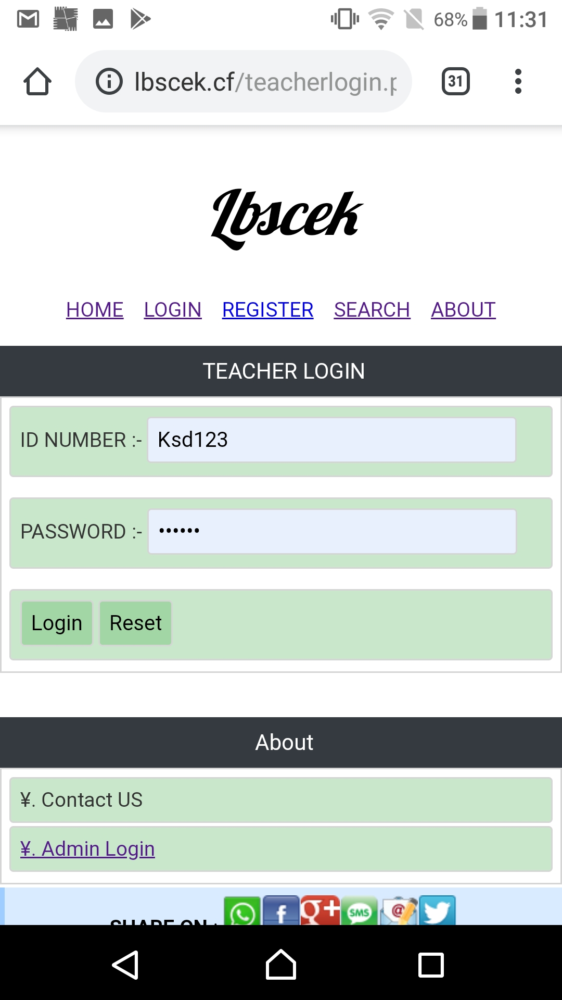 68% 11:31
lbscek.cf/teacherlogin.p
31
Lbscek
HOME LOGIN REGISTER SEARCH ABOUT
TEACHER LOGIN
ID NUMBER :- Ksd123
PASSWORD :- ••••••
Login Reset
About
¥. Contact US
¥. Admin Login
SHARE ON : f g+ SMS @